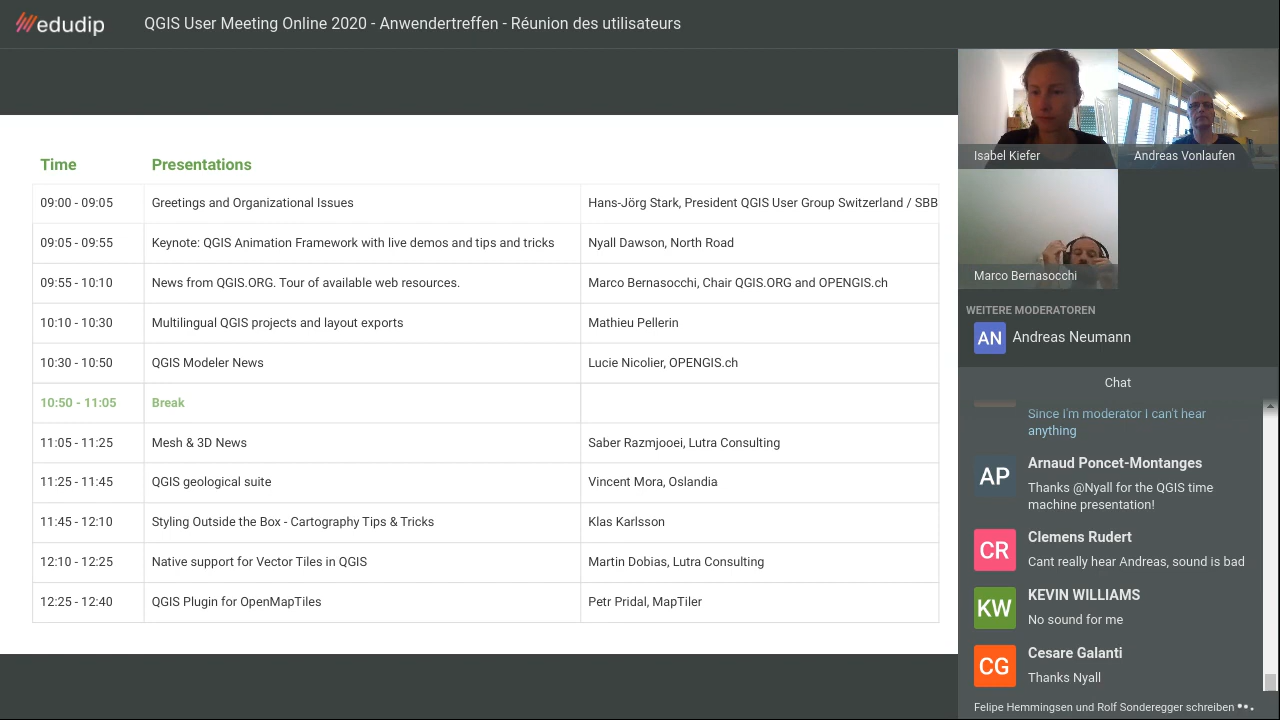 edudip
QGIS User Meeting Online 2020 - Anwendertreffen - Réunion des utilisateurs
Time Presentations
09:00 - 09:05 Greetings and Organizational Issues Hans-Jörg Stark, President QGIS User Group Switzerland / SBB
09:05 - 09:55 Keynote: QGIS Animation Framework with live demos and tips and tricks Nyall Dawson, North Road
09:55 - 10:10 News from QGIS.ORG. Tour of available web resources. Marco Bernasocchi, Chair QGIS.ORG and OPENGIS.ch
10:10 - 10:30 Multilingual QGIS projects and layout exports Mathieu Pellerin
10:30 - 10:50 QGIS Modeler News Lucie Nicolier, OPENGIS.ch
10:50 - 11:05 Break
11:05 - 11:25 Mesh & 3D News Saber Razmjooei, Lutra Consulting
11:25 - 11:45 QGIS geological suite Vincent Mora, Oslandia
11:45 - 12:10 Styling Outside the Box - Cartography Tips & Tricks Klas Karlsson
12:10 - 12:25 Native support for Vector Tiles in QGIS Martin Dobias, Lutra Consulting
12:25 - 12:40 QGIS Plugin for OpenMapTiles Petr Pridal, MapTiler
Isabel Kiefer
Andreas Vonlaufen
Marco Bernasocchi
WEITERE MODERATOREN
AN Andreas Neumann
Chat
Since I'm moderator I can't hear
anything
AP Arnaud Poncet-Montanges
Thanks @Nyall for the QGIS time
machine presentation!
CR Clemens Rudert
Cant really hear Andreas, sound is bad
KW KEVIN WILLIAMS
No sound for me
CG Cesare Galanti
Thanks Nyall
Felipe Hemmingsen und Rolf Sonderegger schreiben